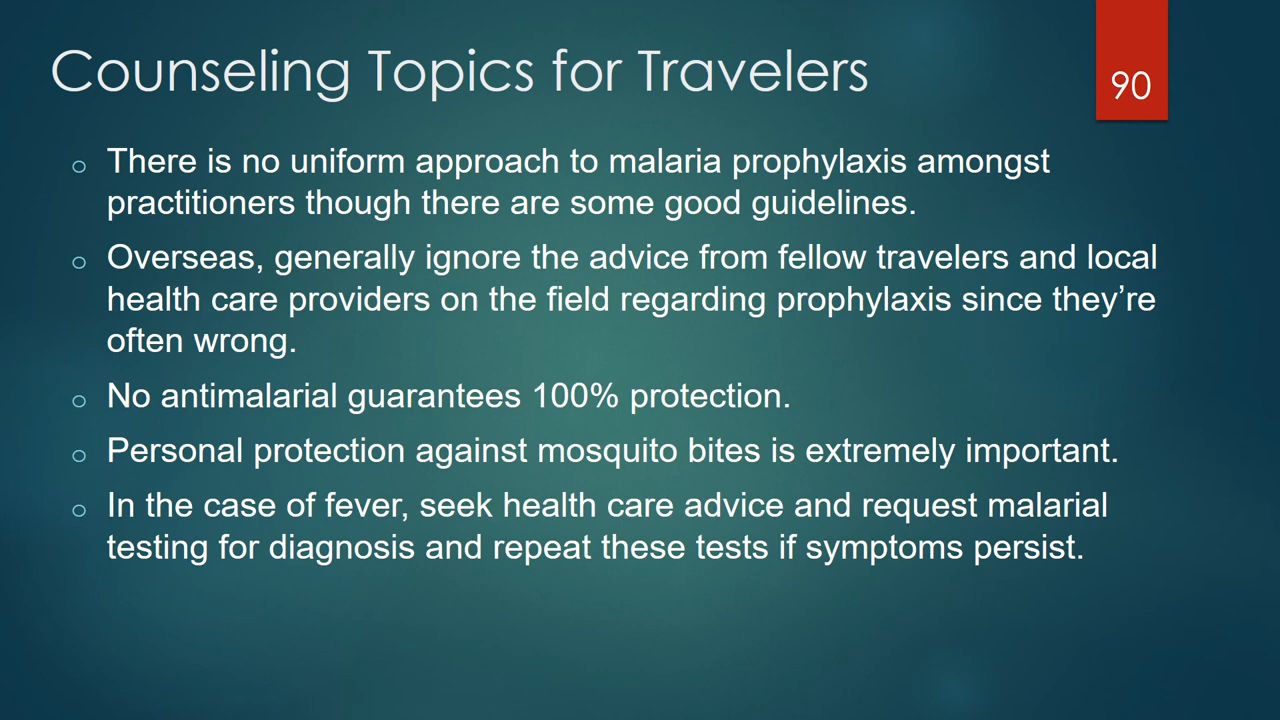 Counseling Topics for Travelers
90
o There is no uniform approach to malaria prophylaxis amongst
practitioners though there are some good guidelines.
o Overseas, generally ignore the advice from fellow travelers and local
health care providers on the field regarding prophylaxis since they’re
often wrong.
o No antimalarial guarantees 100% protection.
o Personal protection against mosquito bites is extremely important.
o In the case of fever, seek health care advice and request malarial
testing for diagnosis and repeat these tests if symptoms persist.